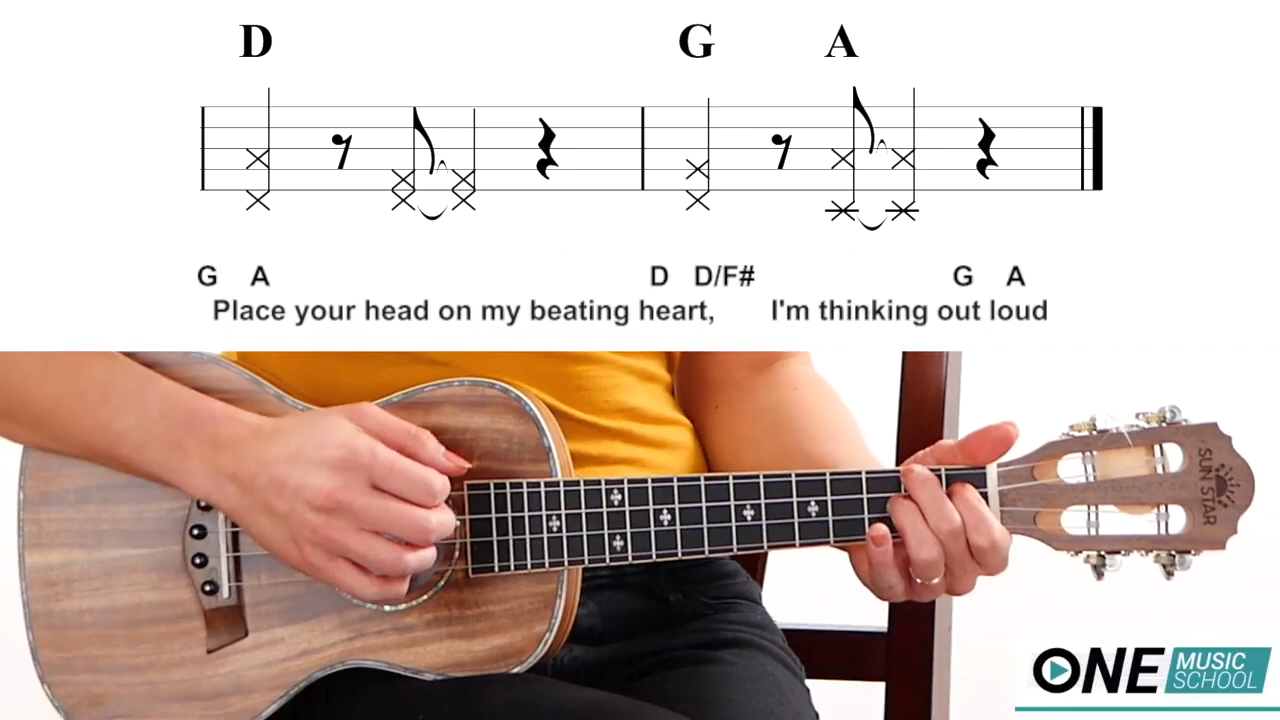 D G A
G A D D/F# G A
Place your head on my beating heart, I'm thinking out loud
SUN STAR
ONE MUSIC
SCHOOL